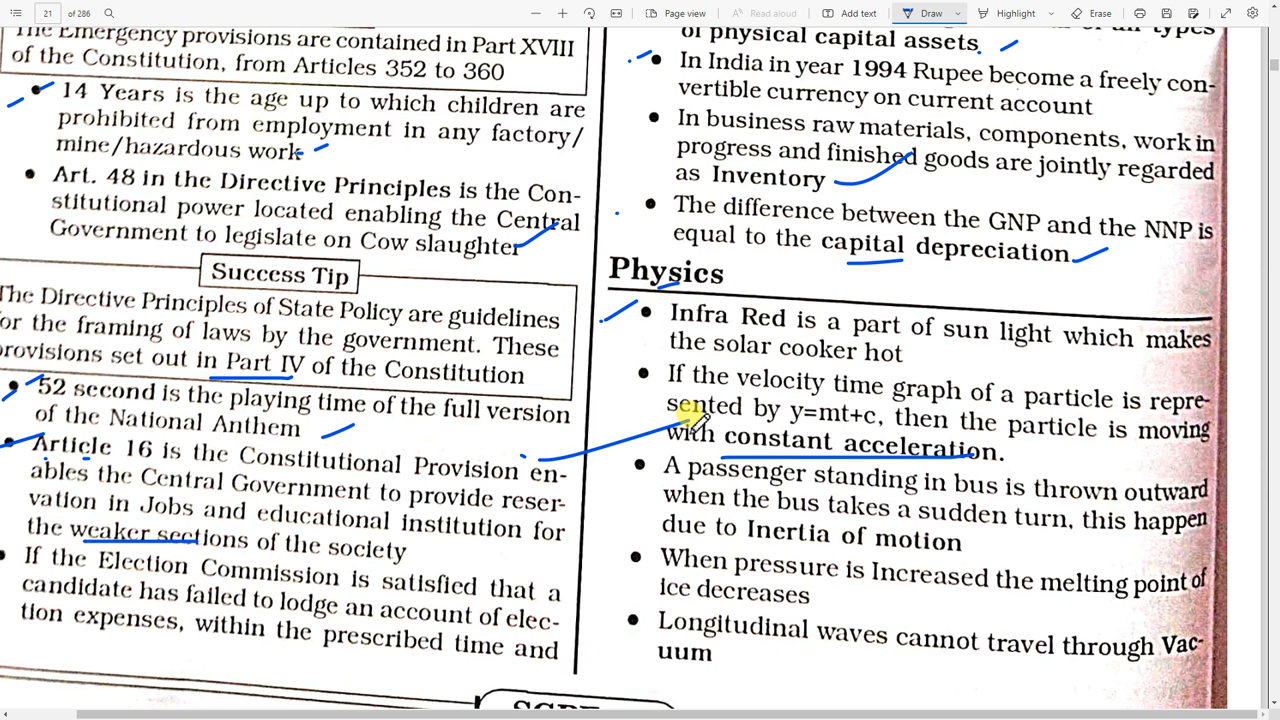 21 of 286
Page view
Read aloud
Add text
Draw
Highlight
Erase
The Emergency provisions are contained in Part XVIII
of the Constitution, from Articles 352 to 360
14 Years is the age up to which children are
prohibited from employment in any factory/
mine/hazardous work
Art. 48 in the Directive Principles is the Con-
stitutional power located enabling the Central
Government to legislate on Cow slaughter
Success Tip
The Directive Principles of State Policy are guidelines
for the framing of laws by the government. These
provisions set out in Part IV of the Constitution
52 second is the playing time of the full version
of the National Anthem
Article 16 is the Constitutional Provision en-
ables the Central Government to provide reser-
vation in Jobs and educational institution for
the weaker sections of the society
If the Election Commission is satisfied that a
candidate has failed to lodge an account of elec-
tion expenses, within the prescribed time and
types
of physical capital assets.
In India in year 1994 Rupee become a freely con-
vertible currency on current account
In business raw materials, components, work in
progress and finished goods are jointly regarded
as Inventory
The difference between the GNP and the NNP is
equal to the capital depreciation
Physics
Infra Red is a part of sun light which makes
the solar cooker hot
If the velocity time graph of a particle is repre-
sented by y=mt+c, then the particle is moving
with constant acceleration.
A passenger standing in bus is thrown outward
when the bus takes a sudden turn, this happen
due to Inertia of motion
When pressure is Increased the melting point of
ice decreases
Longitudinal waves cannot travel through Vac-
uum